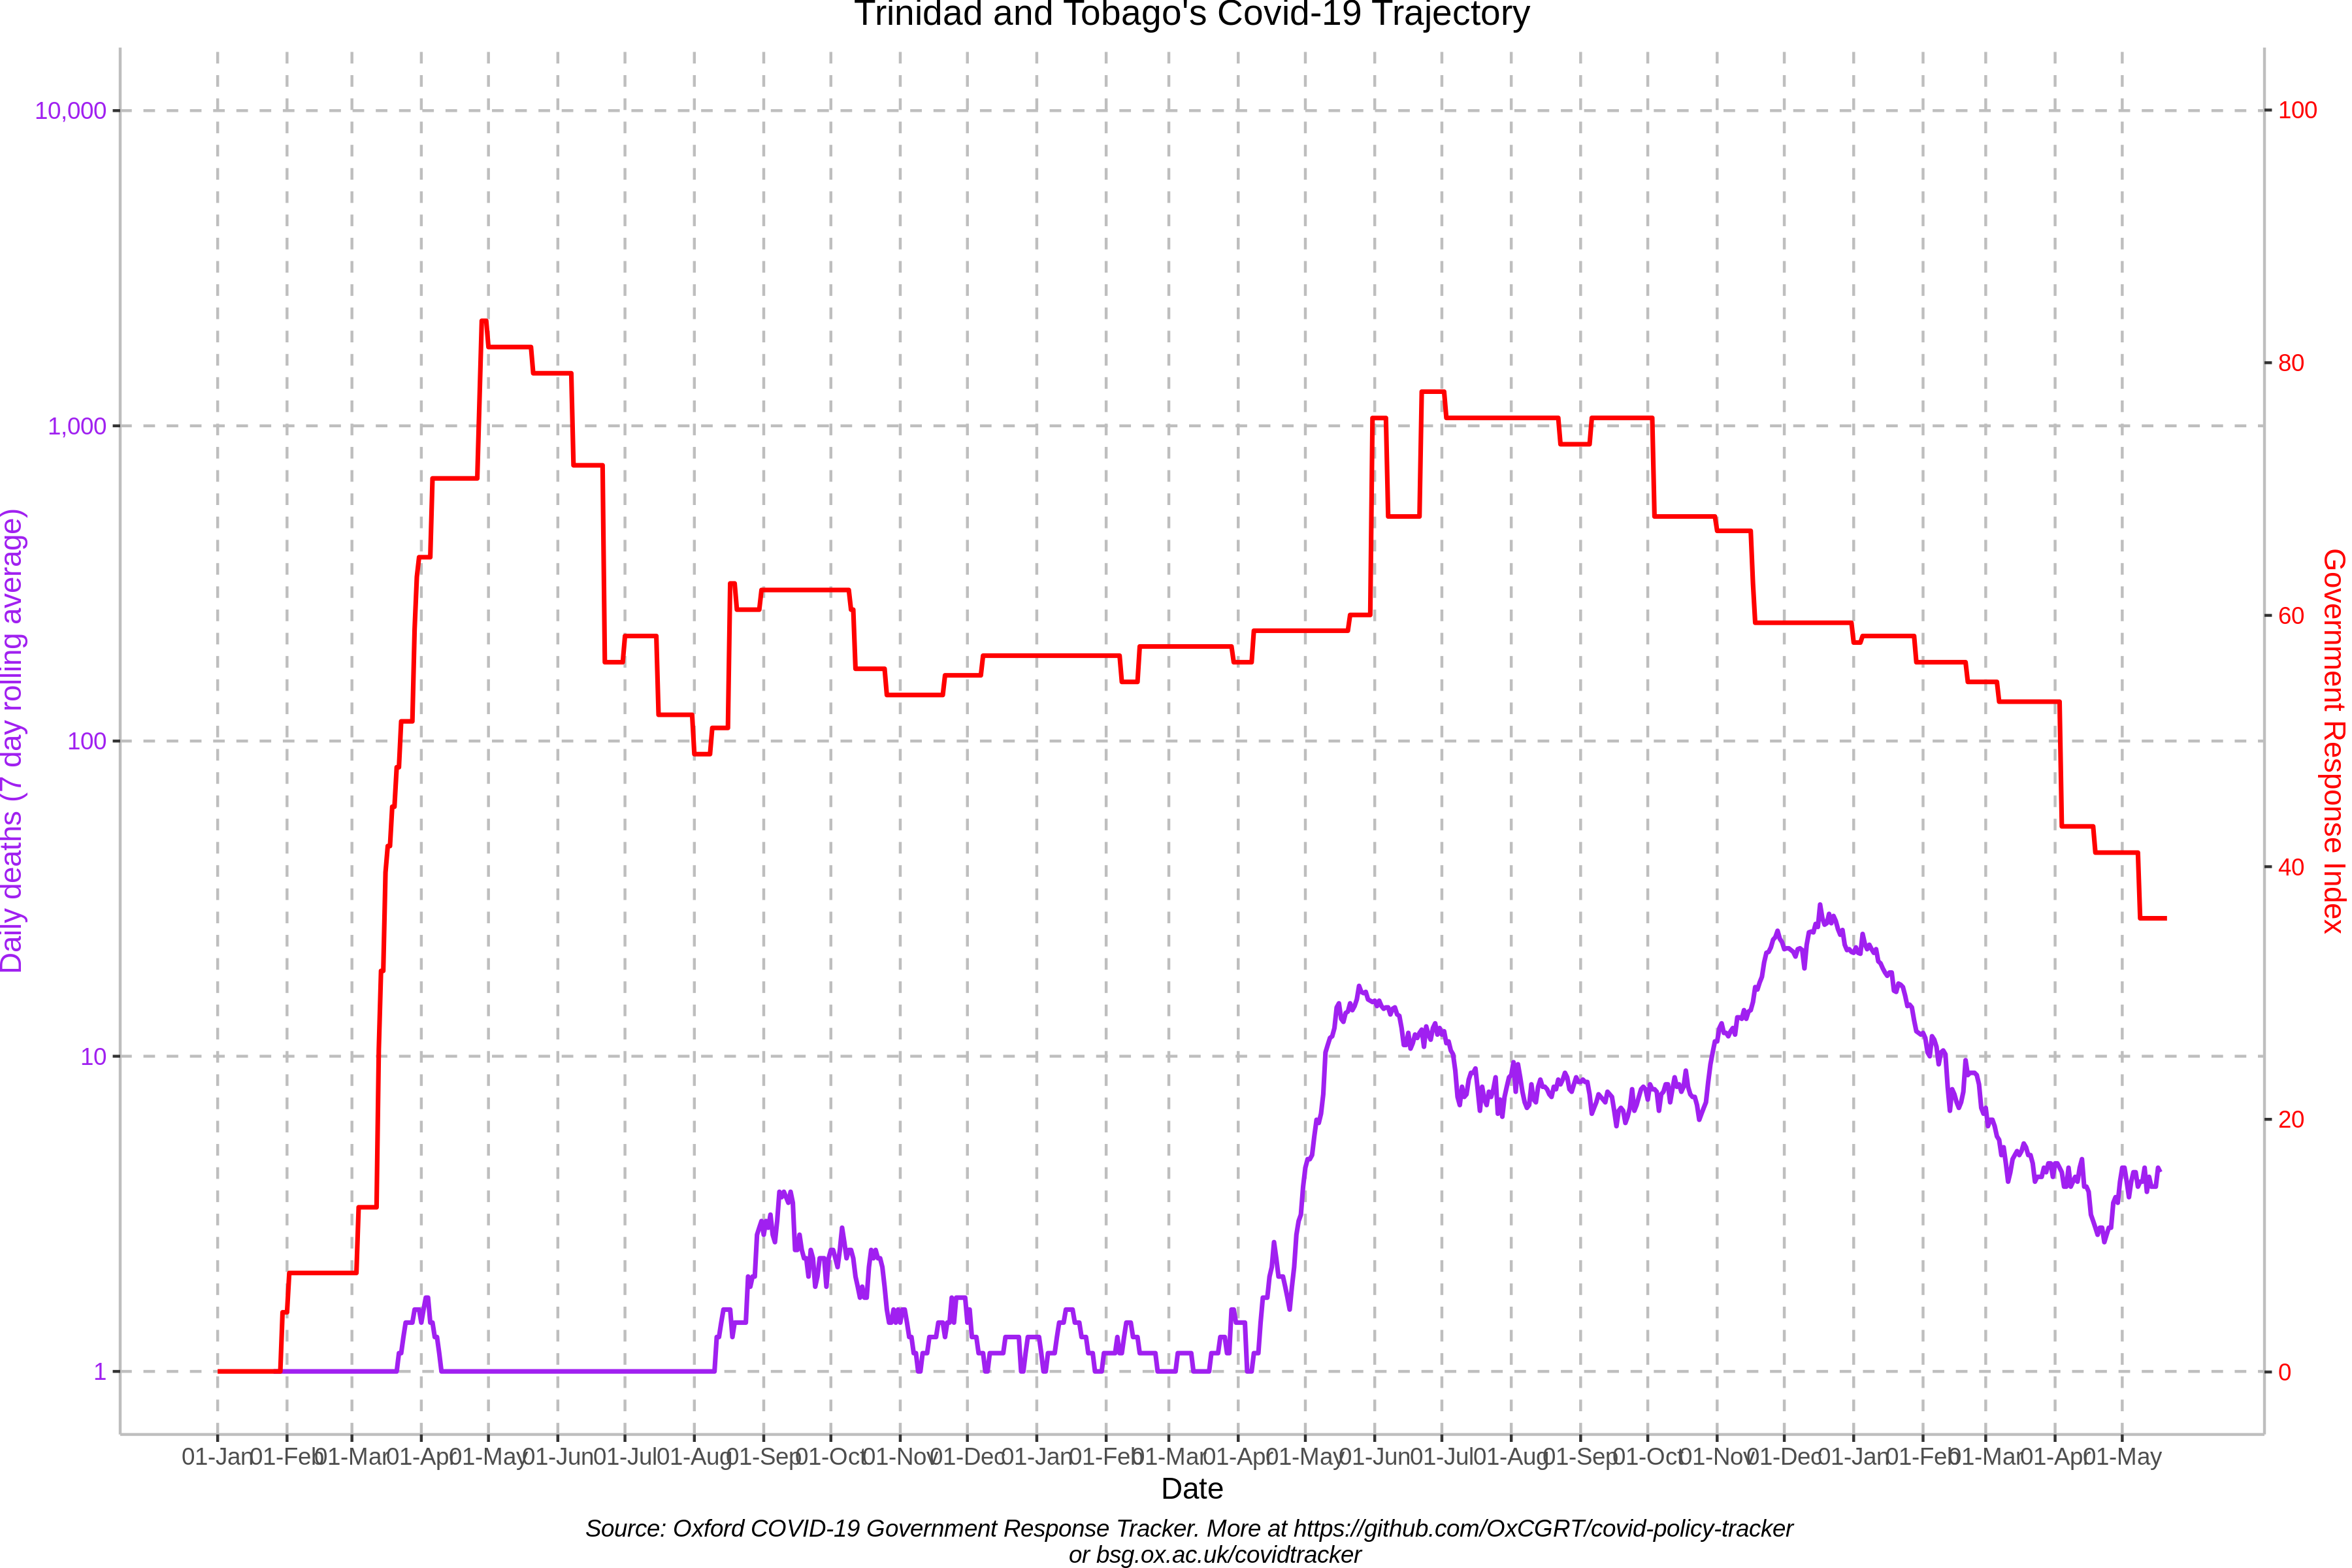 Trinidad and Tobago's Covid-19 Trajectory
10,000
1,000
100
10
1
Daily deaths (7 day rolling average)
100
80
60
40
20
0
Government Response Index
01-Jan 01-Feb 01-Mar 01-Apr 01-May 01-Jun 01-Jul 01-Aug 01-Sep 01-Oct 01-Nov 01-Dec 01-Jan 01-Feb 01-Mar 01-Apr 01-May 01-Jun 01-Jul 01-Aug 01-Sep 01-Oct 01-Nov 01-Dec 01-Jan 01-Feb 01-Mar 01-Apr 01-May
Date
Source: Oxford COVID-19 Government Response Tracker. More at https://github.com/OxCGRT/covid-policy-tracker
or bsg.ox.ac.uk/covidtracker